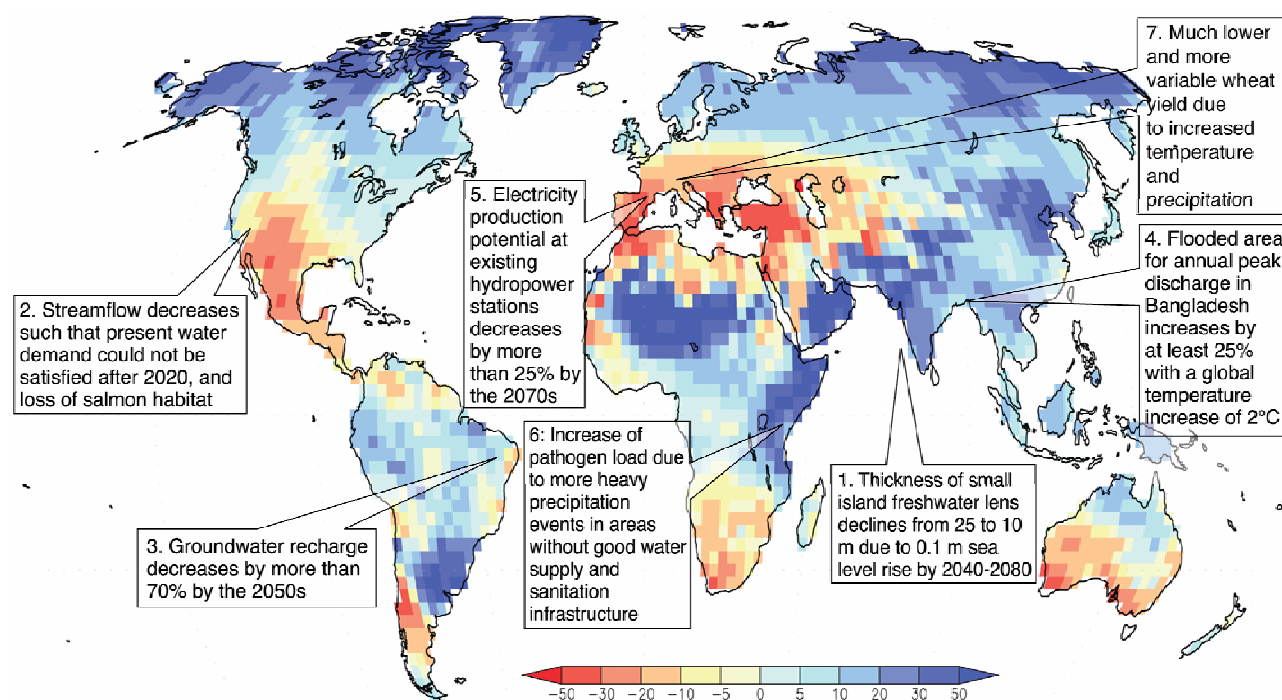 7. Much lower
and more
variable wheat
yield due
to increased
temperature
and
precipitation
5. Electricity
production
potential at
existing
hydropower
stations
decreases
by more
than 25% by
the 2070s
4. Flooded area
for annual peak
discharge in
Bangladesh
increases by
at least 25%
with a global
temperature
increase of 2°C
2. Streamflow decreases
such that present water
demand could not be
satisfied after 2020, and
loss of salmon habitat
6: Increase of
pathogen load due
to more heavy
precipitation
events in areas
without good water
supply and
sanitation
infrastructure
1. Thickness of small
island freshwater lens
declines from 25 to 10
m due to 0.1 m sea
level rise by 2040-2080
3. Groundwater recharge
decreases by more than
70% by the 2050s
−50 −30 −20 −10 −5 0 5 10 20 30 50